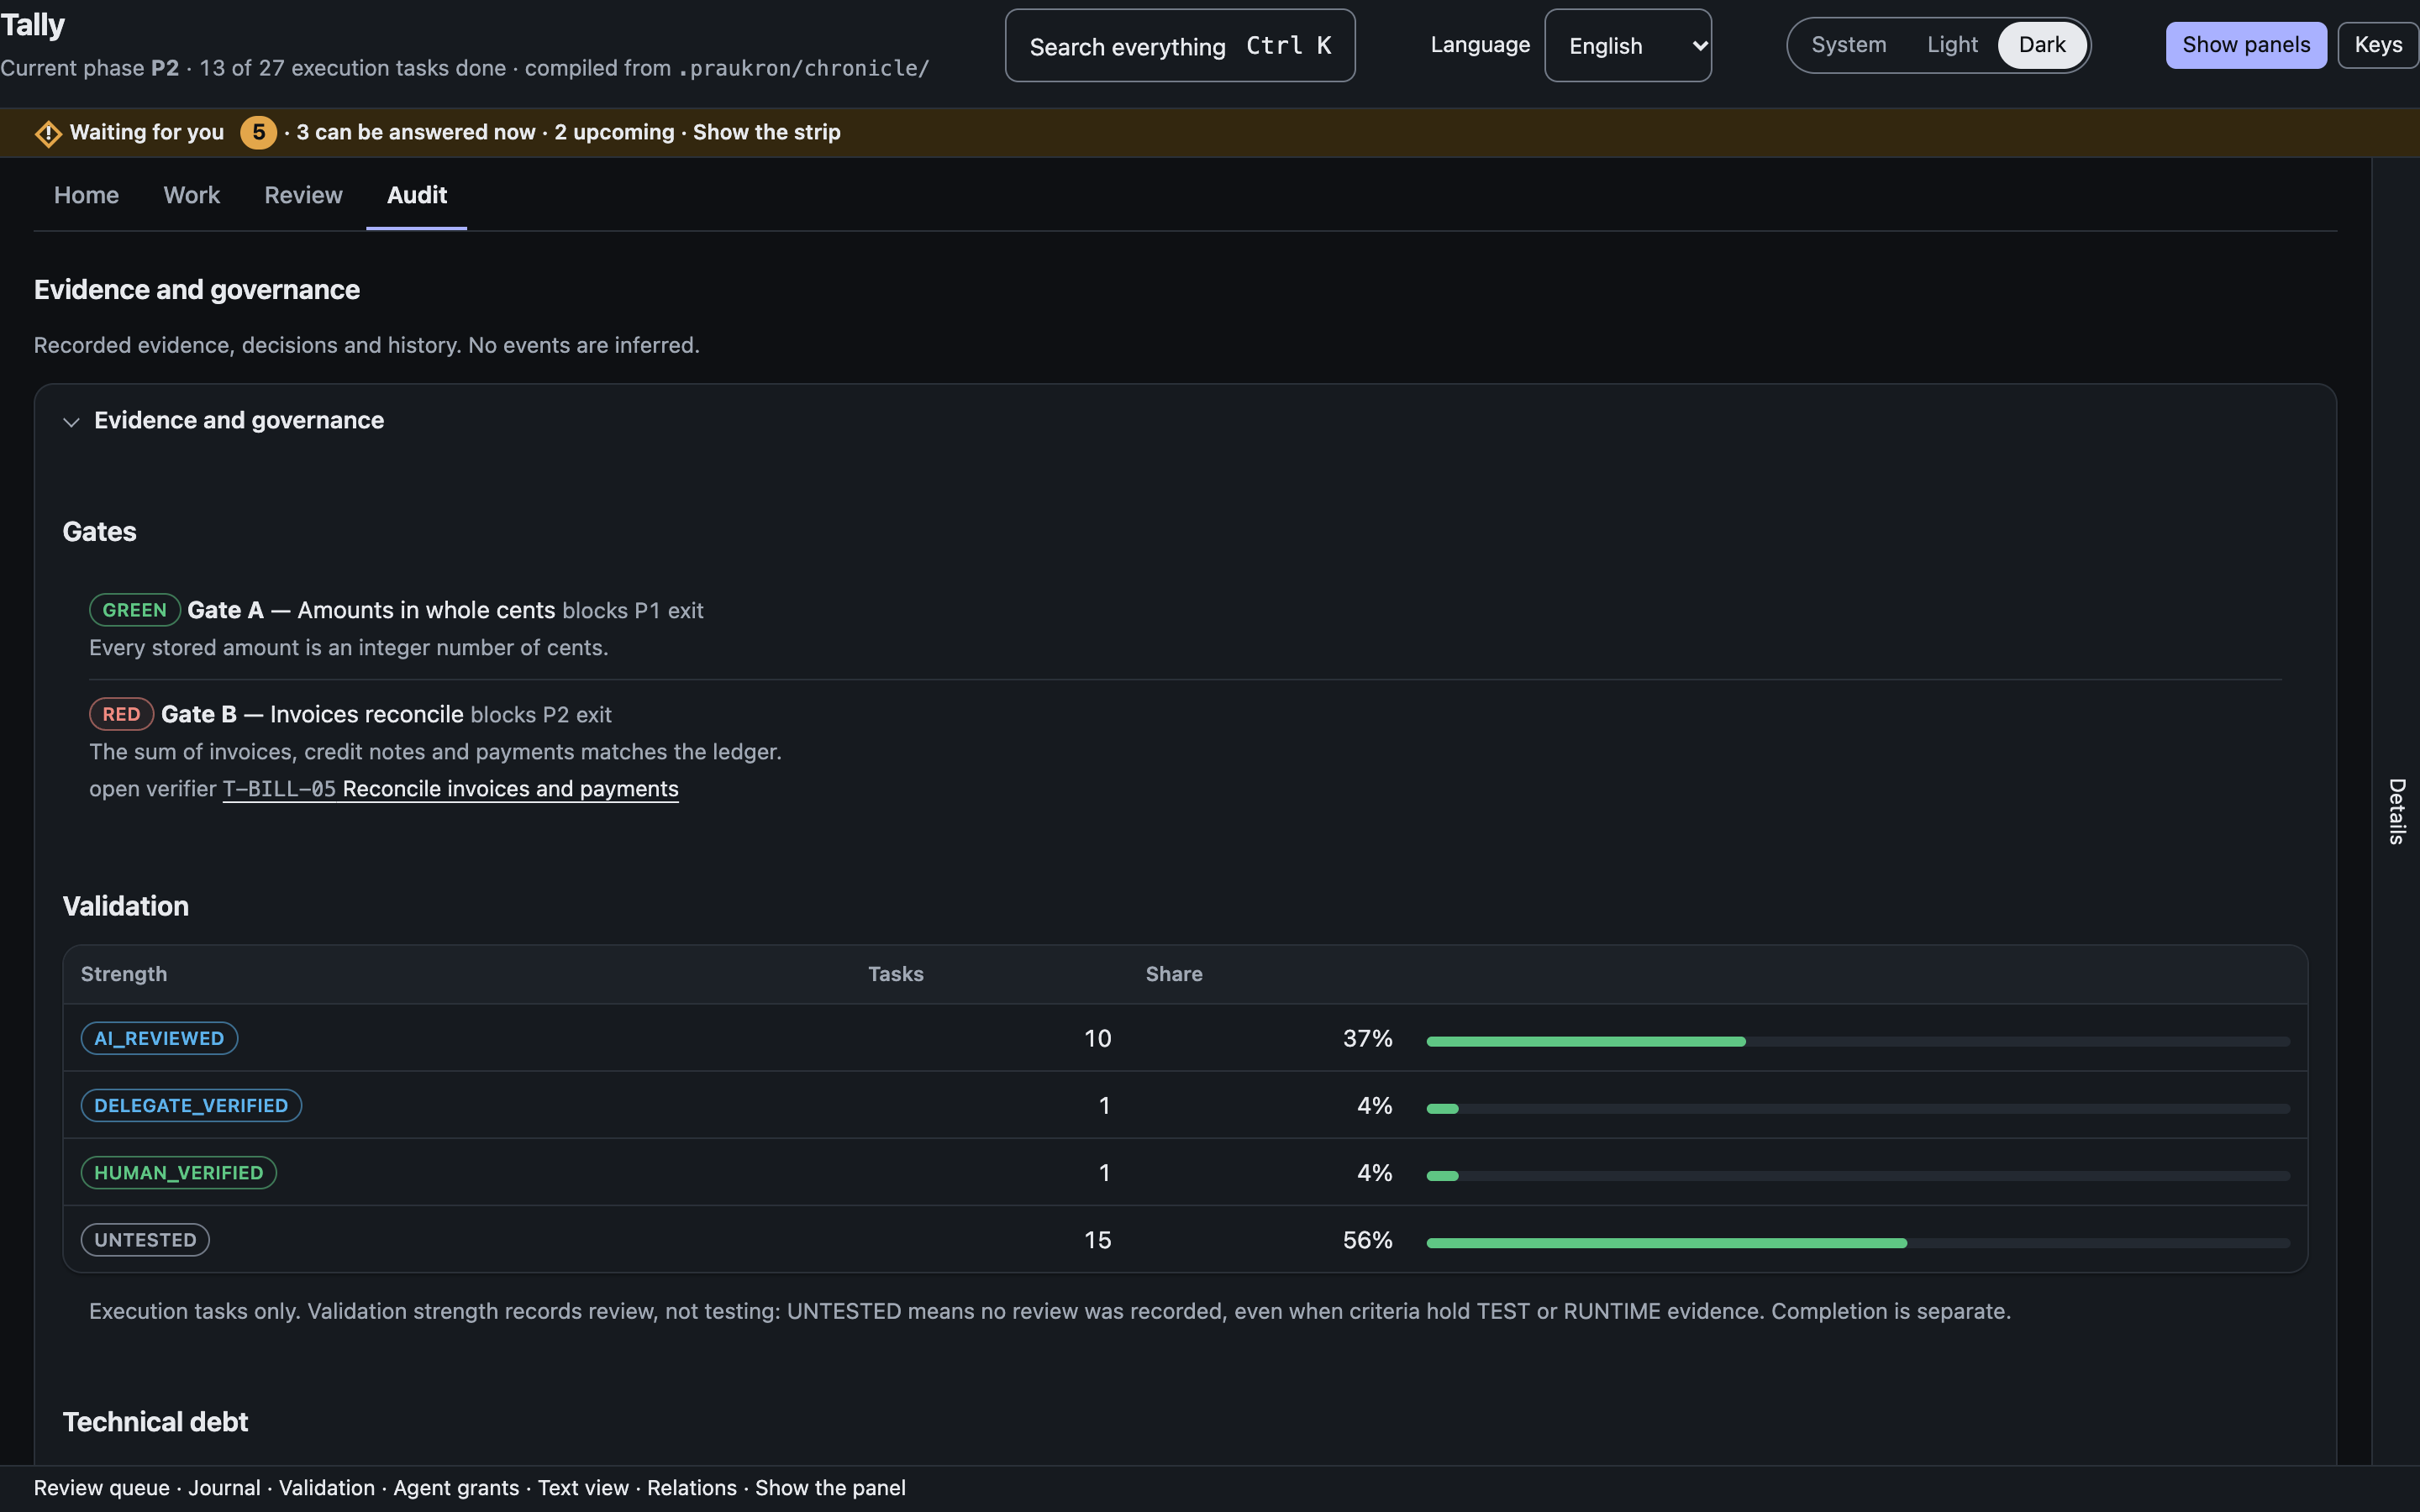 Tally
Current phase P2 · 13 of 27 execution tasks done · compiled from .praukron/chronicle/
Search everything Ctrl K
Language English
System Light Dark
Show panels
Keys
Waiting for you 5 · 3 can be answered now · 2 upcoming · Show the strip
Home Work Review Audit
Evidence and governance
Recorded evidence, decisions and history. No events are inferred.
Evidence and governance
Gates
GREEN Gate A — Amounts in whole cents blocks P1 exit
Every stored amount is an integer number of cents.
RED Gate B — Invoices reconcile blocks P2 exit
The sum of invoices, credit notes and payments matches the ledger.
open verifier T-BILL-05 Reconcile invoices and payments
Details
Validation
Strength Tasks Share
AI_REVIEWED 10 37%
DELEGATE_VERIFIED 1 4%
HUMAN_VERIFIED 1 4%
UNTESTED 15 56%
Execution tasks only. Validation strength records review, not testing: UNTESTED means no review was recorded, even when criteria hold TEST or RUNTIME evidence. Completion is separate.
Technical debt
Review queue · Journal · Validation · Agent grants · Text view · Relations · Show the panel